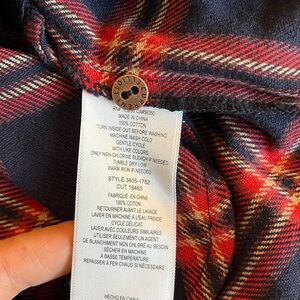 MADE IN CHINA
100% COTTON
TURN INSIDE OUT BEFORE WASHING
MACHINE WASH COLD
GENTLE CYCLE
WITH LIKE COLORS
ONLY NON-CHLORINE BLEACH IF NEEDED
TUMBLE DRY LOW
WARM IRON IF NEEDED
STYLE 3405-1762
CUT 18465
FABRIQUÉ EN CHINE
100% COTON
RETOURNER AVANT LE LAVAGE
LAVER EN MACHINE À L'EAU FROIDE
CYCLE DÉLICAT
LAVER AVEC COULEURS SIMILAIRES
UTILISER SEULEMENT UN AGENT
DE BLANCHIMENT NON CHLORÉ AU BESOIN
SÉCHER EN MACHINE
À BASSE TEMPÉRATURE
REPASSER À FER CHAUD SI NÉCESSAIRE
HECHO EN CHINA